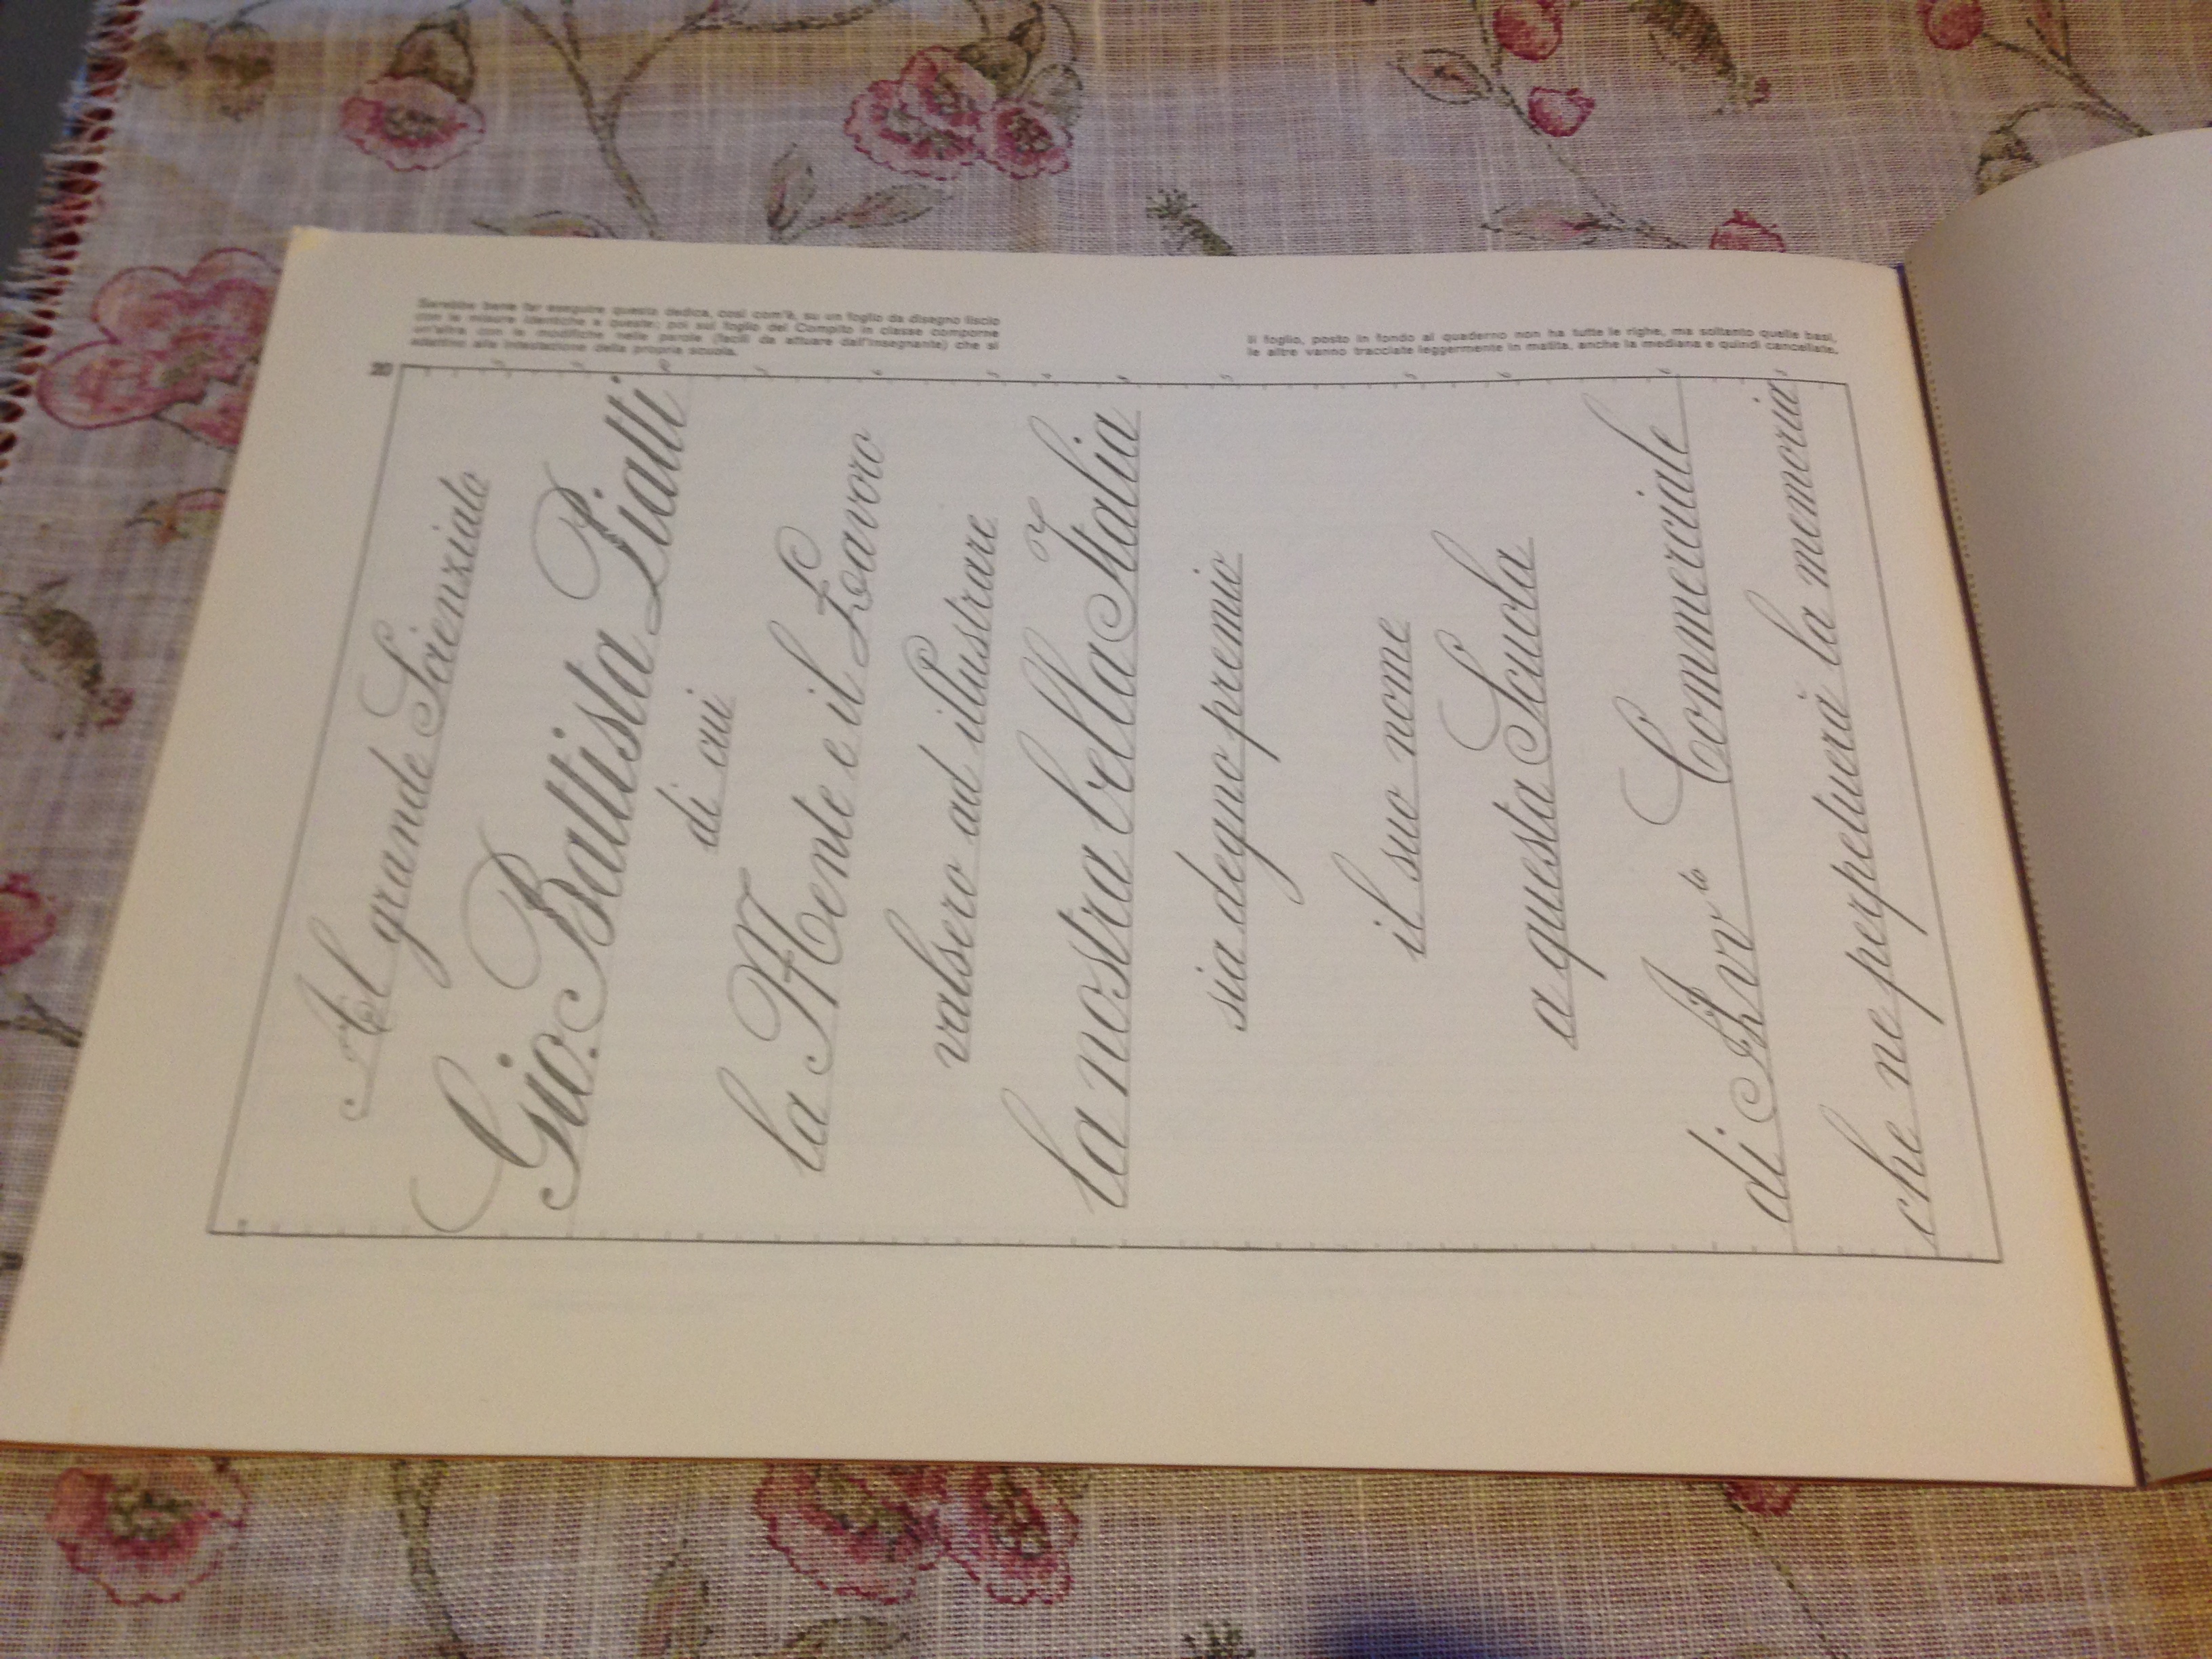 Sarebbe bene far eseguire questa dedica, così com'è, su un foglio da disegno liscio
con le misure identiche a queste; poi sul foglio del Compito in classe comporne
un'altra con le modifiche nelle parole (facili da attuare dall'insegnante) che si
adattino alla intestazione della propria scuola.
Il foglio, posto in fondo al quaderno non ha tutte le righe, ma soltanto quelle basi,
le altre vanno tracciate leggermente in matita, anche la mediana e quindi cancellate.
20
Al grande Scienziato
Gio. Battista Piatti
di cui
la Mente e il Lavoro
valsero ad illustrare
la nostra bella Italia
sia degno premio
il suo nome
a questa Scuola
di Avv.to Commerciale
che ne perpetuerà la memoria